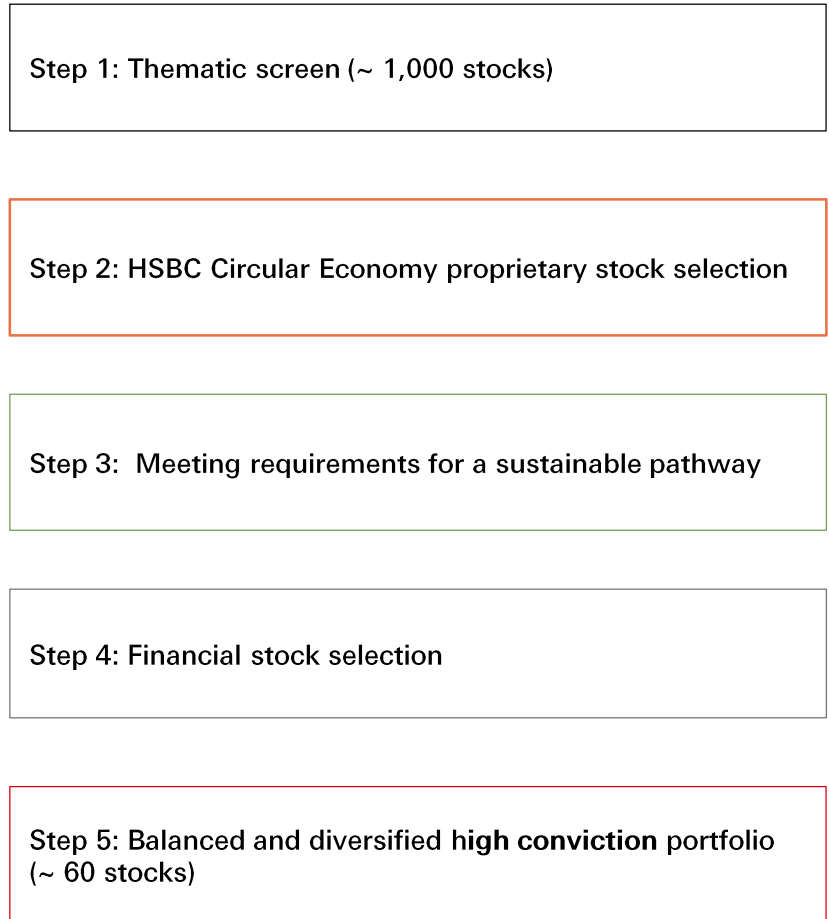 Step 1: Thematic screen (~ 1,000 stocks)
Step 2: HSBC Circular Economy proprietary stock selection
Step 3:  Meeting requirements for a sustainable pathway
Step 4: Financial stock selection
Step 5: Balanced and diversified high conviction portfolio
(~ 60 stocks)